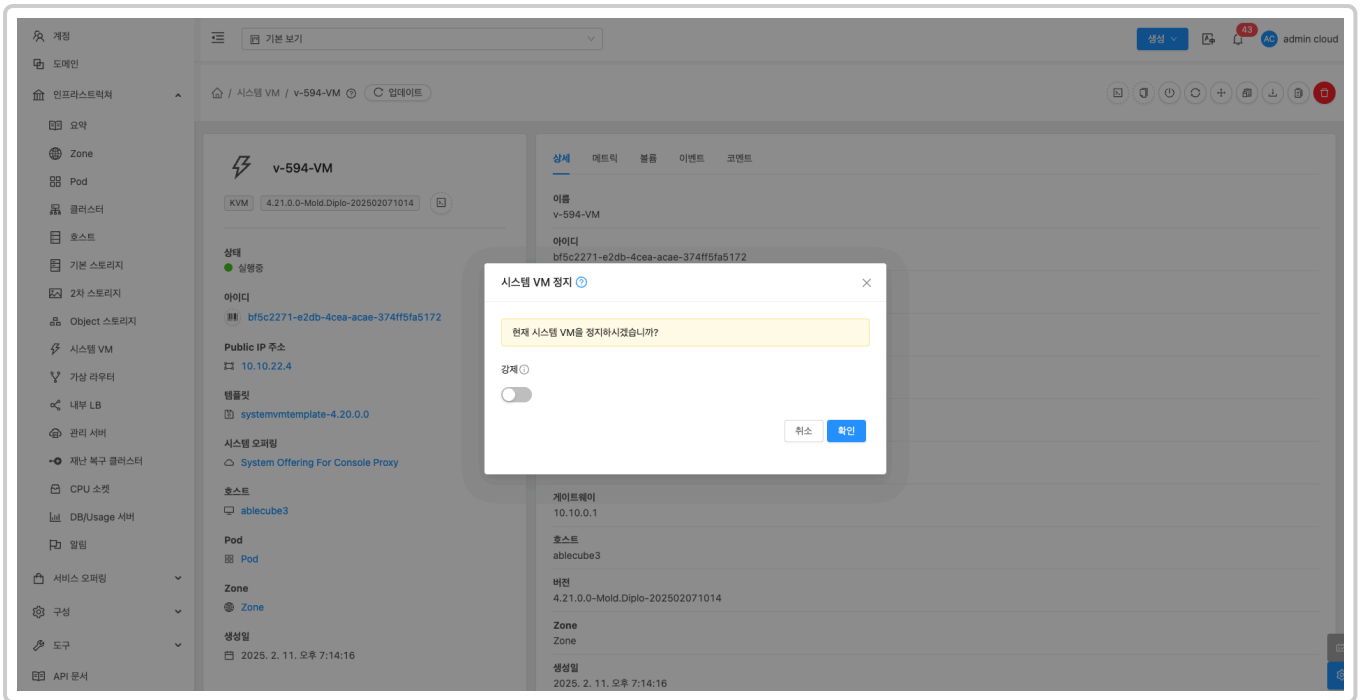 계정
도메인
인프라스트럭쳐
요약
Zone
Pod
클러스터
호스트
기본 스토리지
2차 스토리지
Object 스토리지
시스템 VM
가상 라우터
내부 LB
관리 서버
재난 복구 클러스터
CPU 소켓
DB/Usage 서버
알림
서비스 오퍼링
구성
도구
API 문서
기본 보기
생성
43
AC
admin cloud
/ 시스템 VM / v-594-VM
업데이트
v-594-VM
KVM
4.21.0.0-Mold.Diplo-202502071014
상태
실행중
아이디
bf5c2271-e2db-4cea-acae-374ff5fa5172
Public IP 주소
10.10.22.4
템플릿
systemvmtemplate-4.20.0.0
시스템 오퍼링
System Offering For Console Proxy
호스트
ablecube3
Pod
Pod
Zone
Zone
생성일
2025. 2. 11. 오후 7:14:16
상세 메트릭 볼륨 이벤트 코멘트
이름
v-594-VM
아이디
bf5c2271-e2db-4cea-acae-374ff5fa5172
시스템 VM 정지
현재 시스템 VM을 정지하시겠습니까?
강제
취소
확인
게이트웨이
10.10.0.1
호스트
ablecube3
버전
4.21.0.0-Mold.Diplo-202502071014
Zone
Zone
생성일
2025. 2. 11. 오후 7:14:16